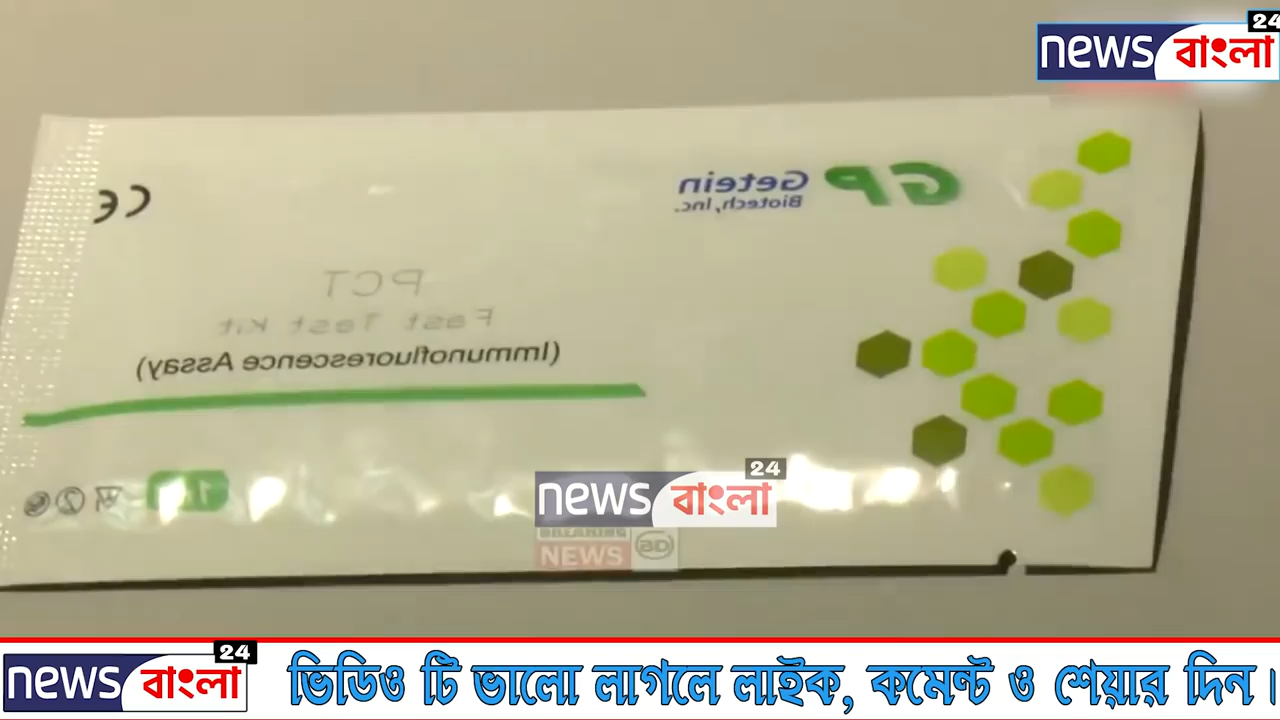 news বাংলা 24
GP Getein
Biotech, Inc.
CE
PCT
Fast Test Kit
(Immunofluorescence Assay)
news বাংলা 24
BREAKING
NEWS BD
news বাংলা 24
ভিডিও টি ভালো লাগলে লাইক, কমেন্ট ও শেয়ার দিন।